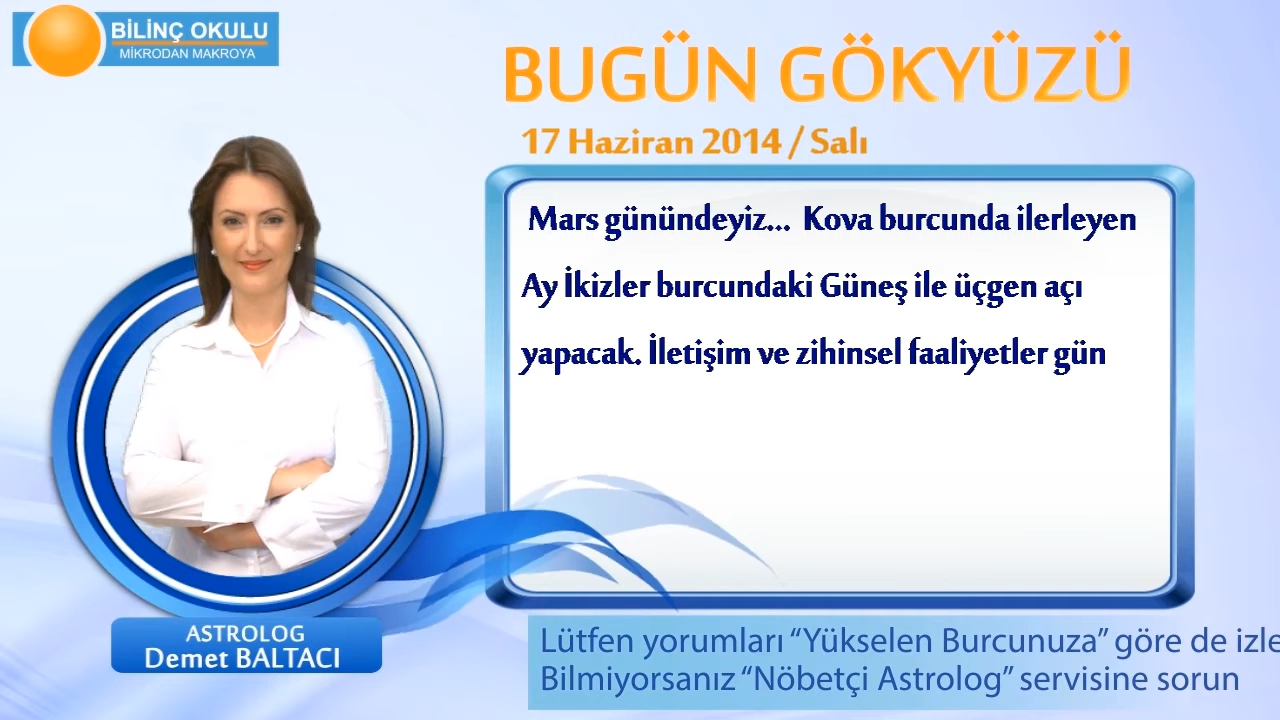 BİLİNÇ OKULU
MİKRODAN MAKROYA
BUGÜN GÖKYÜZÜ
17 Haziran 2014 / Salı
Mars günündeyiz... Kova burcunda ilerleyen
Ay İkizler burcundaki Güneş ile üçgen açı
yapacak. İletişim ve zihinsel faaliyetler gün
ASTROLOG
Demet BALTACI
Lütfen yorumları “Yükselen Burcunuza” göre de izle
Bilmiyorsanız “Nöbetçi Astrolog” servisine sorun